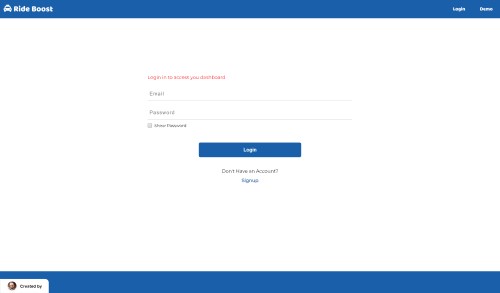 Ride Boost
Login
Demo
Login in to access you dashboard
Email
Password
Show Password
Login
Don't Have an Account?
Signup
Created by